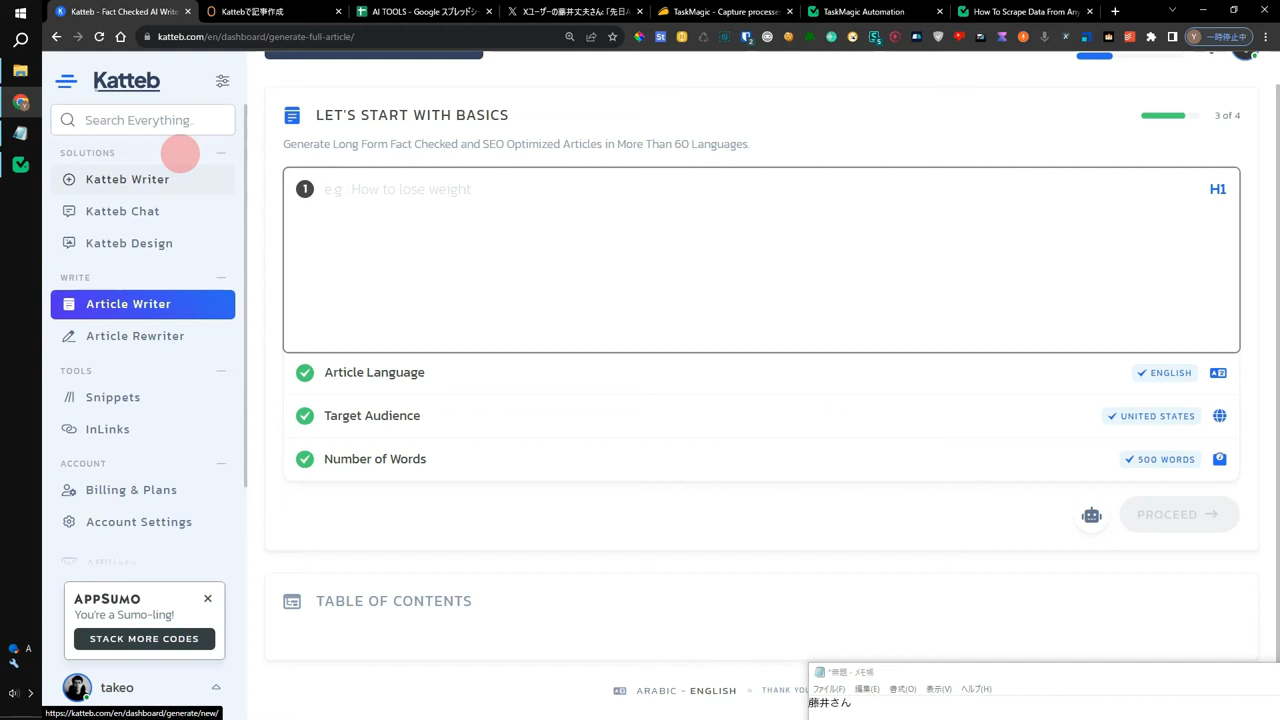 Katteb - Fact Checked AI Write
Kattebで記事作成
AI TOOLS - Google スプレッドシー
Xユーザーの藤井丈夫さん: 「先日A
TaskMagic - Capture processe
TaskMagic Automation
How To Scrape Data From An
katteb.com/en/dashboard/generate-full-article/
一時停止中
Katteb
Search Everything..
SOLUTIONS
Katteb Writer
Katteb Chat
Katteb Design
WRITE
Article Writer
Article Rewriter
TOOLS
Snippets
InLinks
ACCOUNT
Billing & Plans
Account Settings
APPSUMO
You're a Sumo-ling!
STACK MORE CODES
takeo
https://katteb.com/en/dashboard/generate/new/
LET'S START WITH BASICS
3 of 4
Generate Long Form Fact Checked and SEO Optimized Articles in More Than 60 Languages.
1 e.g : How to lose weight
H1
Article Language
ENGLISH
Target Audience
UNITED STATES
Number of Words
500 WORDS
PROCEED
TABLE OF CONTENTS
ARABIC - ENGLISH
THANK YOU
*無題 - メモ帳
ファイル(F) 編集(E) 書式(O) 表示(V) ヘルプ(H)
藤井さん